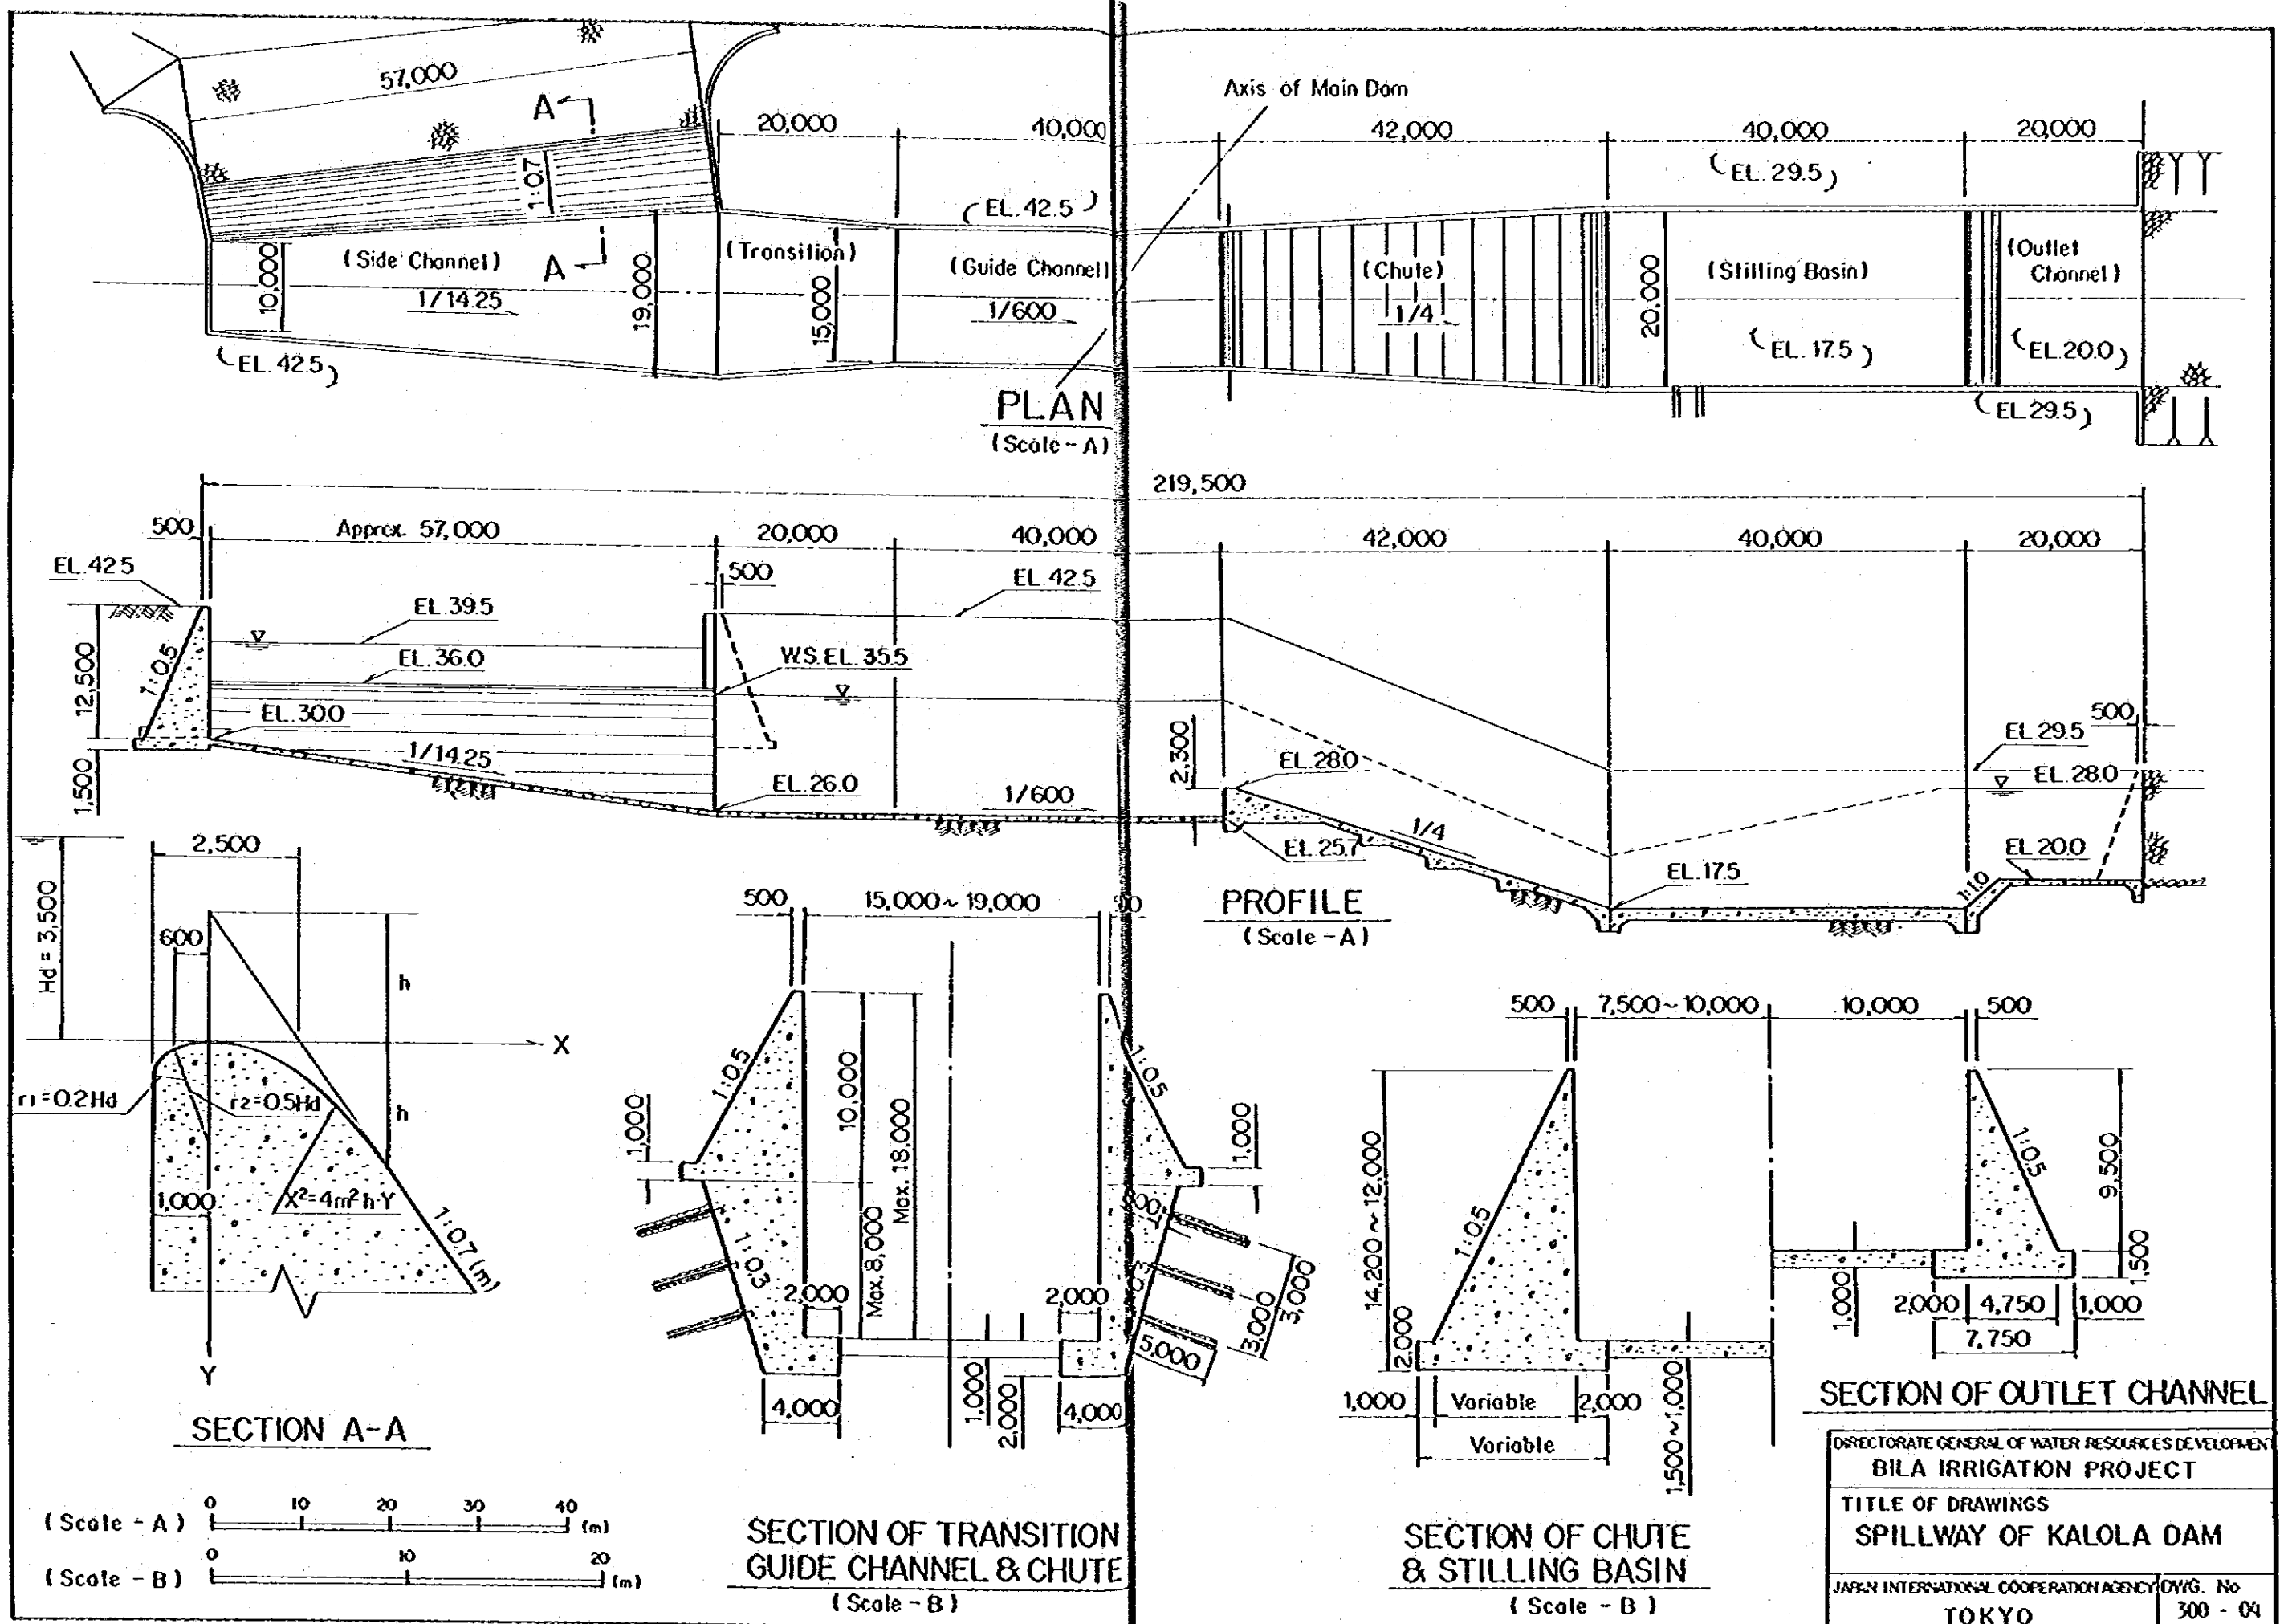 57,000
A
A
1:0.7
20,000
40,000
Axis of Main Dam
42,000
40,000
20,000
(EL.42.5)
(EL.29.5)
10,000
(Side Channel)
1/14.25
19,000
(Transition)
15,000
(Guide Channel)
1/600
(Chute)
1/4
20,000
(Stilling Basin)
(EL.17.5)
(Outlet
Channel)
(EL.20.0)
(EL.42.5)
(EL.29.5)
PLAN
(Scale - A)
219,500
500
Approx. 57,000
20,000
40,000
42,000
40,000
20,000
EL.42.5
500
EL.42.5
EL.39.5
EL.36.0
W.S.EL.35.5
12,500
1:0.5
EL.30.0
1/14.25
1,500
EL.26.0
1/600
2,300
EL.28.0
EL.25.7
1/4
EL.17.5
500
EL.29.5
EL.28.0
EL.20.0
1:1.0
PROFILE
(Scale - A)
Hd = 3,500
2,500
600
h
h
X
r1=0.2Hd
r2=0.5Hd
1,000
X²=4m²h·Y
1:0.7(m)
Y
SECTION A-A
500
15,000~19,000
1:0.5
1:0.5
1,000
1,000
10,000
Max. 18,000
Max. 8,000
1:0.3
2,000
2,000
3,000
3,000
5,000
4,000
1,000
2,000
4,000
SECTION OF TRANSITION
GUIDE CHANNEL & CHUTE
(Scale - B)
500
7,500~10,000
14,200~12,000
1:0.5
2,000
1,000
Variable
2,000
Variable
1,500~1,000
SECTION OF CHUTE
& STILLING BASIN
(Scale - B)
10,000
500
1:0.5
9,500
1,500
1,000
2,000
4,750
1,000
7,750
SECTION OF OUTLET CHANNEL
(Scale - A)
0 10 20 30 40 (m)
(Scale - B)
0 10 20 (m)
DIRECTORATE GENERAL OF WATER RESOURCES DEVELOPMENT
BILA IRRIGATION PROJECT
TITLE OF DRAWINGS
SPILLWAY OF KALOLA DAM
JAPAN INTERNATIONAL COOPERATION AGENCY
TOKYO
DWG. No
300 - 04